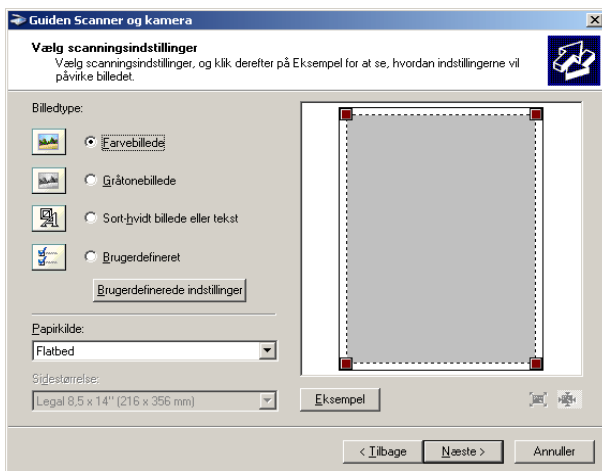 Guiden Scanner og kamera
Vælg scanningsindstillinger
Vælg scanningsindstillinger, og klik derefter på Eksempel for at se, hvordan indstillingerne vil
påvirke billedet.
Billedtype:
Farvebillede
Gråtonebillede
Sort-hvidt billede eller tekst
Brugerdefineret
Brugerdefinerede indstillinger
Papirkilde:
Flatbed
Sidestørrelse:
Legal 8,5 x 14" (216 x 356 mm)
Eksempel
< Tilbage
Næste >
Annuller